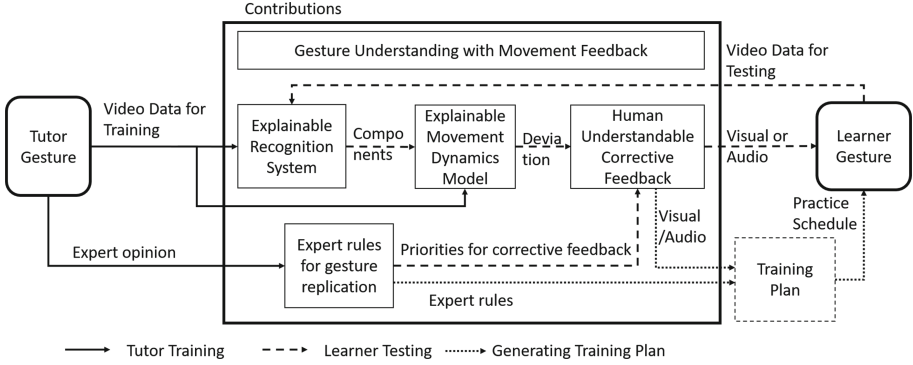 Contributions
Gesture Understanding with Movement Feedback
Video Data for
Testing
Video Data for
Training
Tutor
Gesture
Explainable
Recognition
System
Compo
nents
Explainable
Movement
Dynamics
Model
Devia
tion
Human
Understandable
Corrective
Feedback
Visual or
Audio
Learner
Gesture
Practice
Schedule
Visual
/Audio
Expert opinion
Expert rules
for gesture
replication
Priorities for corrective feedback
Expert rules
Training
Plan
Tutor Training
Learner Testing
Generating Training Plan